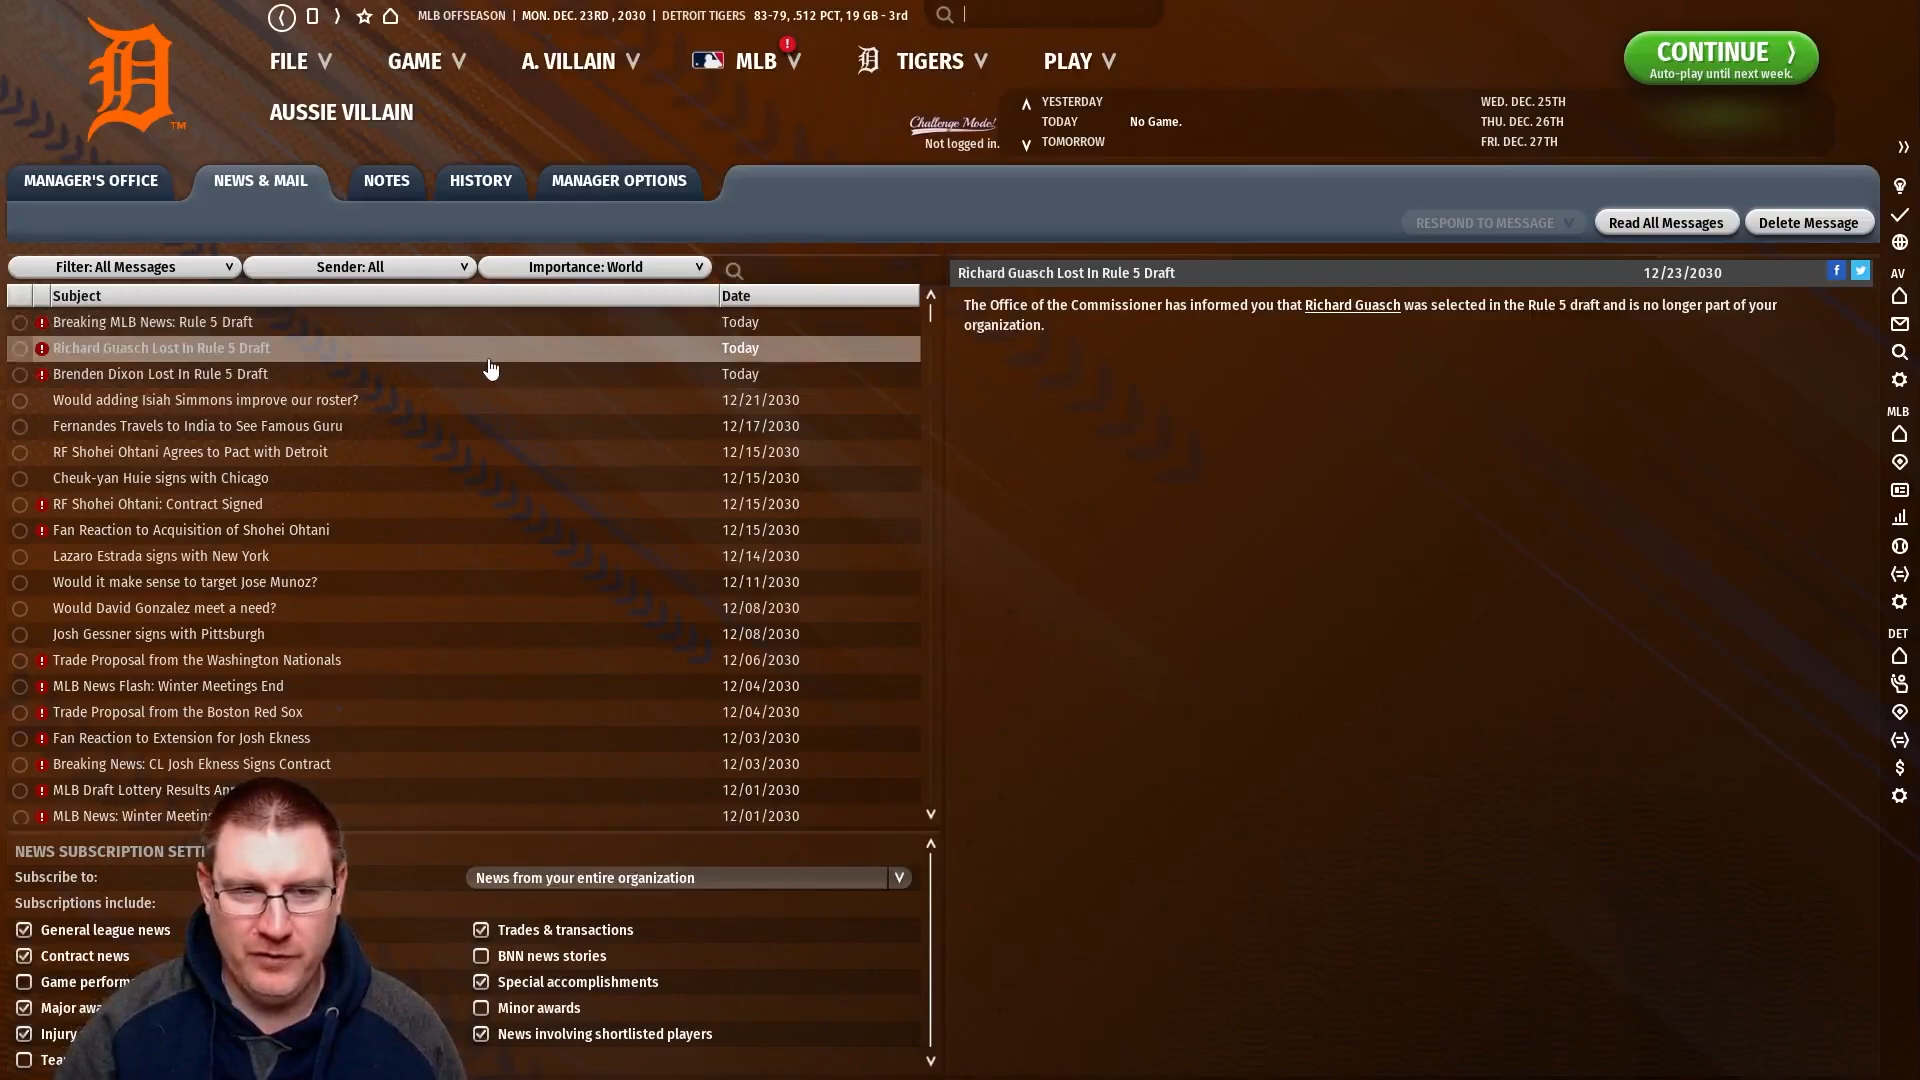 MLB OFFSEASON | MON. DEC. 23RD , 2030 | DETROIT TIGERS 83-79, .512 PCT, 19 GB - 3rd
FILE GAME A. VILLAIN MLB TIGERS PLAY
CONTINUE
Auto-play until next week.
AUSSIE VILLAIN
Challenge Mode!
Not logged in.
YESTERDAY
TODAY No Game.
TOMORROW
WED. DEC. 25TH
THU. DEC. 26TH
FRI. DEC. 27TH
MANAGER'S OFFICE NEWS & MAIL NOTES HISTORY MANAGER OPTIONS
RESPOND TO MESSAGE Read All Messages Delete Message
Filter: All Messages Sender: All Importance: World
Subject Date
Breaking MLB News: Rule 5 Draft Today
Richard Guasch Lost In Rule 5 Draft Today
Brenden Dixon Lost In Rule 5 Draft Today
Would adding Isiah Simmons improve our roster? 12/21/2030
Fernandes Travels to India to See Famous Guru 12/17/2030
RF Shohei Ohtani Agrees to Pact with Detroit 12/15/2030
Cheuk-yan Huie signs with Chicago 12/15/2030
RF Shohei Ohtani: Contract Signed 12/15/2030
Fan Reaction to Acquisition of Shohei Ohtani 12/15/2030
Lazaro Estrada signs with New York 12/14/2030
Would it make sense to target Jose Munoz? 12/11/2030
Would David Gonzalez meet a need? 12/08/2030
Josh Gessner signs with Pittsburgh 12/08/2030
Trade Proposal from the Washington Nationals 12/06/2030
MLB News Flash: Winter Meetings End 12/04/2030
Trade Proposal from the Boston Red Sox 12/04/2030
Fan Reaction to Extension for Josh Ekness 12/03/2030
Breaking News: CL Josh Ekness Signs Contract 12/03/2030
MLB Draft Lottery Results 12/01/2030
MLB News: Winter 12/01/2030
Richard Guasch Lost In Rule 5 Draft 12/23/2030
The Office of the Commissioner has informed you that Richard Guasch was selected in the Rule 5 draft and is no longer part of your
organization.
NEWS SUBSCRIPTION
Subscribe to: News from your entire organization
Subscriptions include:
General league news Trades & transactions
Contract news BNN news stories
Game Special accomplishments
Major Minor awards
Injury News involving shortlisted players
AV
MLB
DET